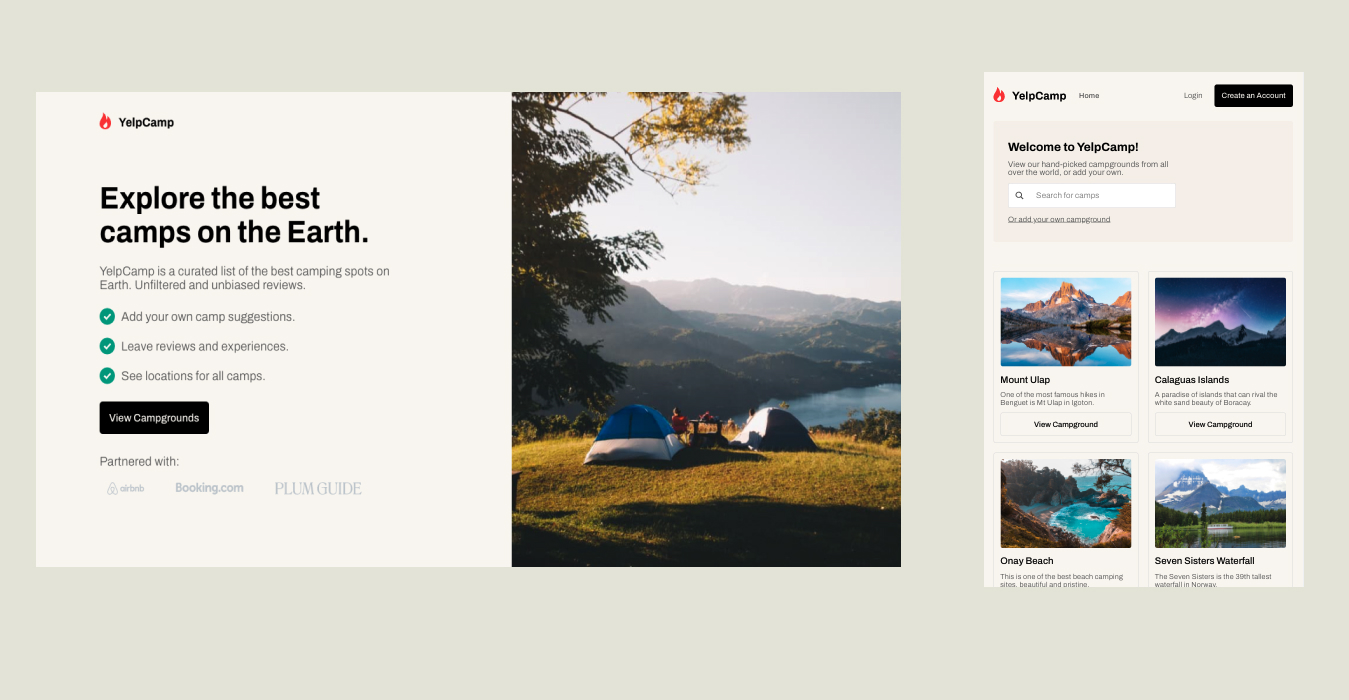 YelpCamp
Explore the best
camps on the Earth.
YelpCamp is a curated list of the best camping spots on
Earth. Unfiltered and unbiased reviews.
Add your own camp suggestions.
Leave reviews and experiences.
See locations for all camps.
View Campgrounds
Partnered with:
airbnb Booking.com PLUM GUIDE
YelpCamp Home Login Create an Account
Welcome to YelpCamp!
View our hand-picked campgrounds from all
over the world, or add your own.
Search for camps
Or add your own campground
Mount Ulap
One of the most famous hikes in
Benguet is Mt Ulap in Igoton.
View Campground
Calaguas Islands
A paradise of islands that can rival the
white sand beauty of Boracay.
View Campground
Onay Beach
This is one of the best beach camping
sites, beautiful and pristine.
Seven Sisters Waterfall
The Seven Sisters is the 39th tallest
waterfall in Norway.